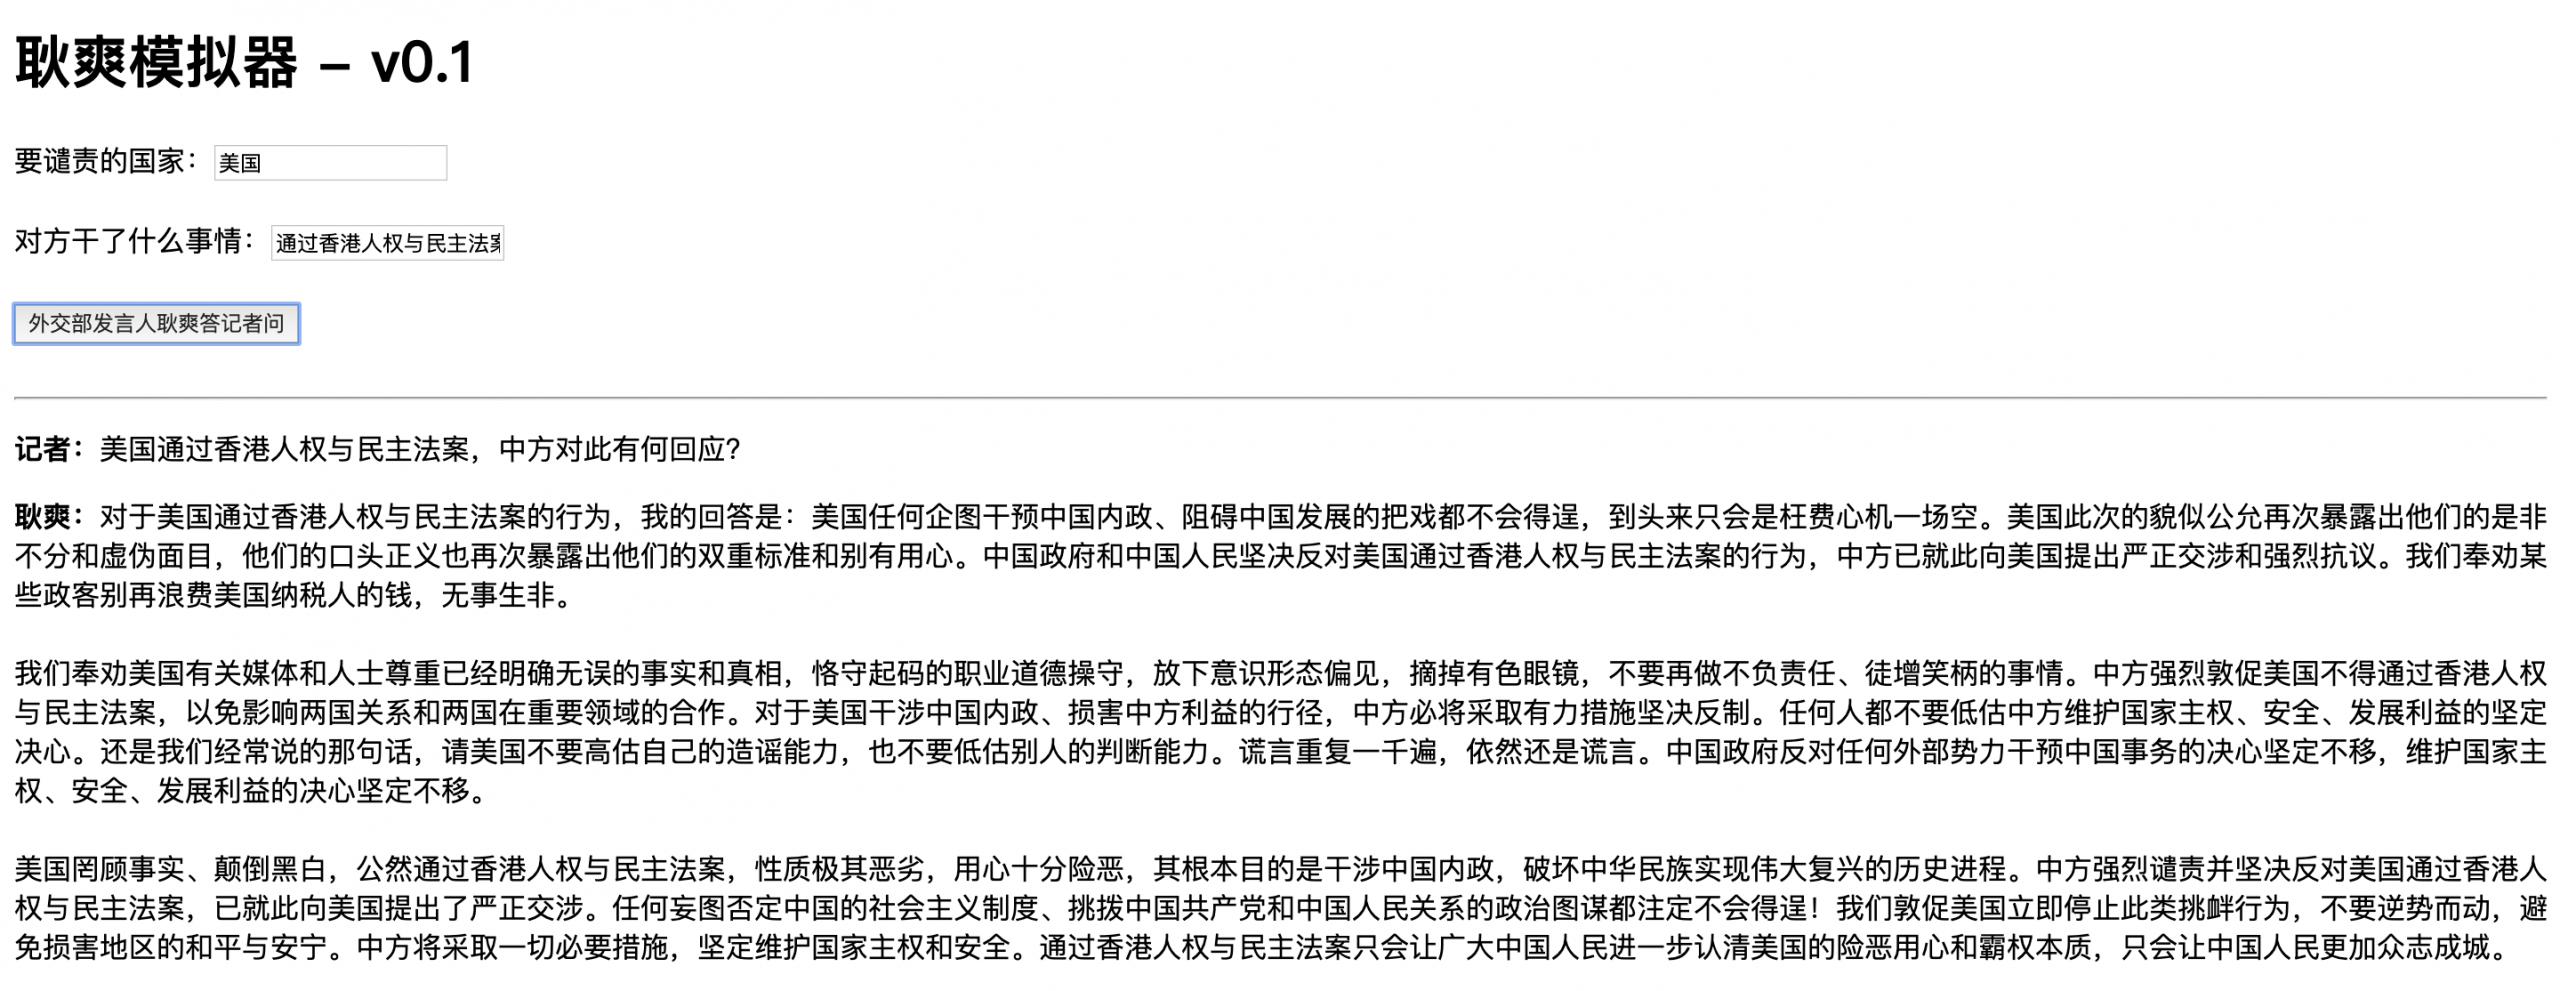 耿爽模拟器 – v0.1
要谴责的国家： 美国
对方干了什么事情： 通过香港人权与民主法案
外交部发言人耿爽答记者问
记者：美国通过香港人权与民主法案，中方对此有何回应？
耿爽：对于美国通过香港人权与民主法案的行为，我的回答是：美国任何企图干预中国内政、阻碍中国发展的把戏都不会得逞，到头来只会是枉费心机一场空。美国此次的貌似公允再次暴露出他们的是非
不分和虚伪面目，他们的口头正义也再次暴露出他们的双重标准和别有用心。中国政府和中国人民坚决反对美国通过香港人权与民主法案的行为，中方已就此向美国提出严正交涉和强烈抗议。我们奉劝某
些政客别再浪费美国纳税人的钱，无事生非。
我们奉劝美国有关媒体和人士尊重已经明确无误的事实和真相，恪守起码的职业道德操守，放下意识形态偏见，摘掉有色眼镜，不要再做不负责任、徒增笑柄的事情。中方强烈敦促美国不得通过香港人权
与民主法案，以免影响两国关系和两国在重要领域的合作。对于美国干涉中国内政、损害中方利益的行径，中方必将采取有力措施坚决反制。任何人都不要低估中方维护国家主权、安全、发展利益的坚定
决心。还是我们经常说的那句话，请美国不要高估自己的造谣能力，也不要低估别人的判断能力。谎言重复一千遍，依然还是谎言。中国政府反对任何外部势力干预中国事务的决心坚定不移，维护国家主
权、安全、发展利益的决心坚定不移。
美国罔顾事实、颠倒黑白，公然通过香港人权与民主法案，性质极其恶劣，用心十分险恶，其根本目的是干涉中国内政，破坏中华民族实现伟大复兴的历史进程。中方强烈谴责并坚决反对美国通过香港人
权与民主法案，已就此向美国提出了严正交涉。任何妄图否定中国的社会主义制度、挑拨中国共产党和中国人民关系的政治图谋都注定不会得逞！我们敦促美国立即停止此类挑衅行为，不要逆势而动，避
免损害地区的和平与安宁。中方将采取一切必要措施，坚定维护国家主权和安全。通过香港人权与民主法案只会让广大中国人民进一步认清美国的险恶用心和霸权本质，只会让中国人民更加众志成城。